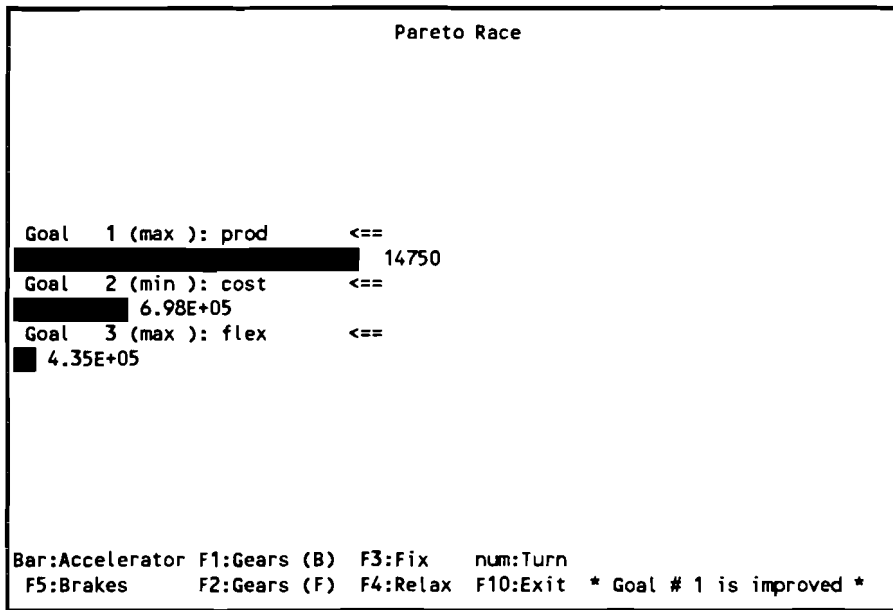 Pareto Race
Goal 1 (max ): prod <==
14750
Goal 2 (min ): cost <==
6.98E+05
Goal 3 (max ): flex <==
4.35E+05
Bar:Accelerator F1:Gears (B) F3:Fix num:Turn
F5:Brakes F2:Gears (F) F4:Relax F10:Exit * Goal # 1 is improved *